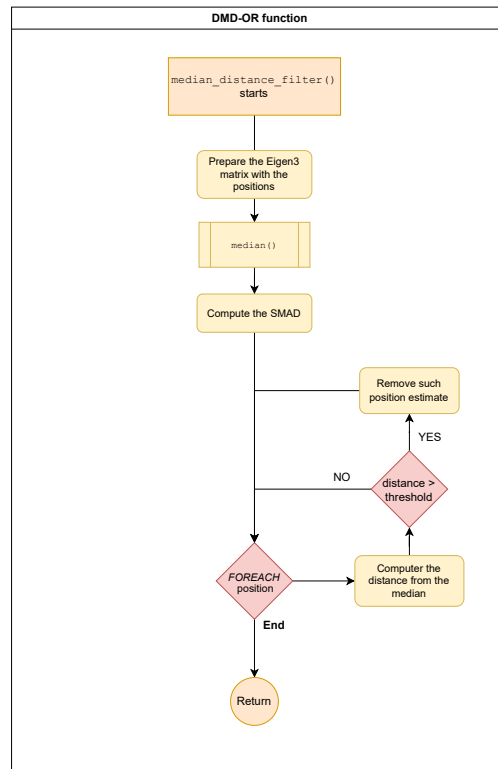 DMD-OR function
median_distance_filter()
starts
Prepare the Eigen3
matrix with the
positions
median()
Compute the SMAD
Remove such
position estimate
YES
NO
distance >
threshold
FOREACH
position
Computer the
distance from the
median
End
Return